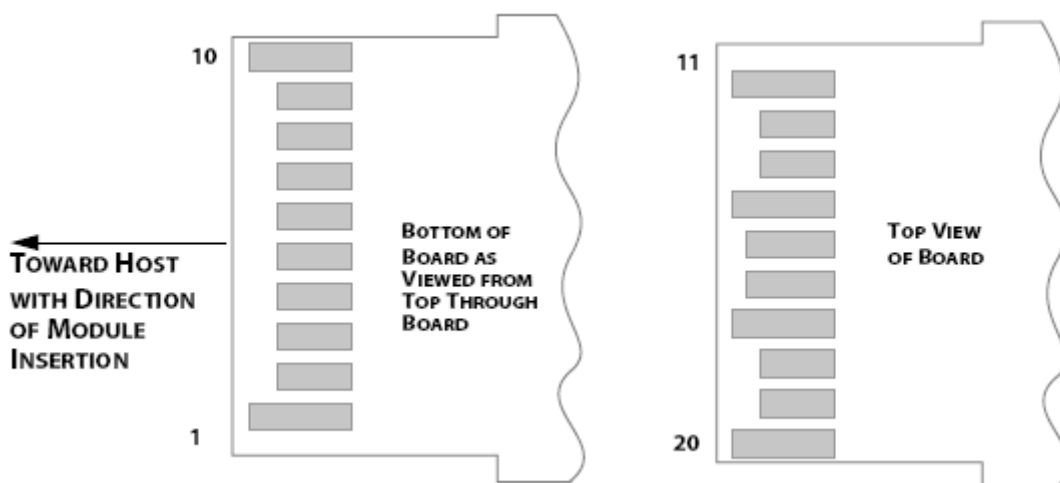 10
Toward Host
with Direction
of Module
Insertion
1
Bottom of
Board as
Viewed from
Top Through
Board
11
20
Top View
of Board